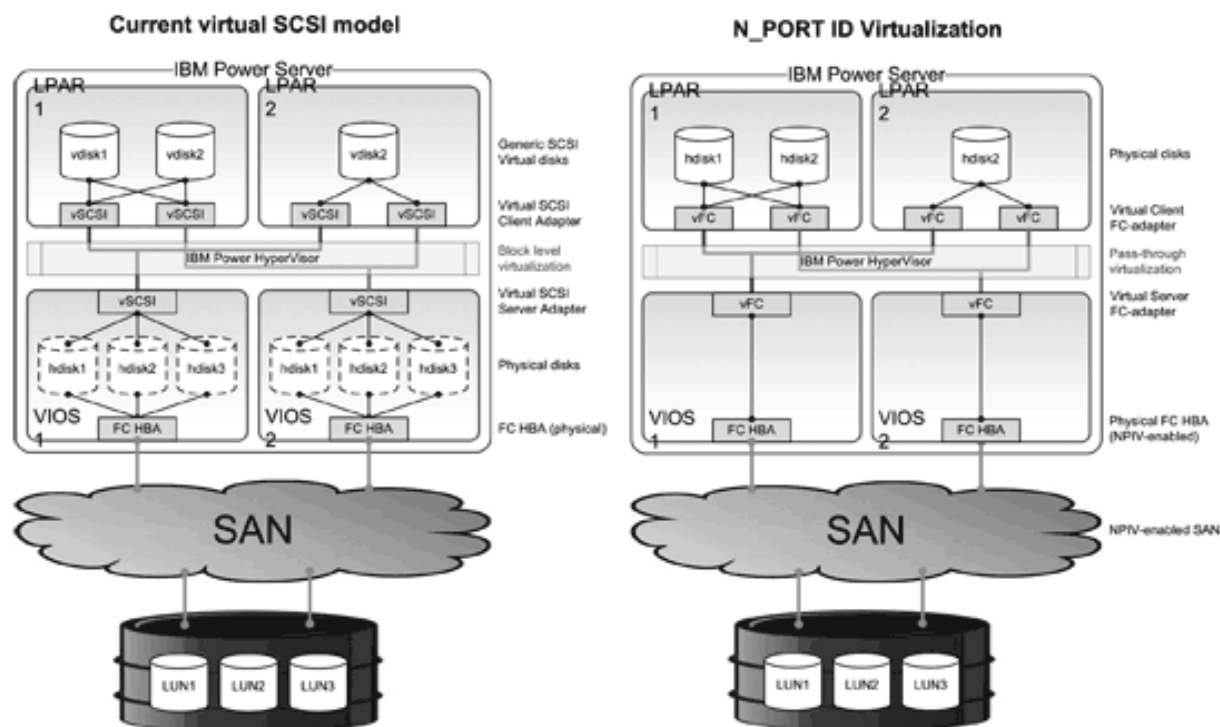 Current virtual SCSI model
IBM Power Server
LPAR
1
LPAR
2
vdisk1
vdisk2
vdisk2
Generic SCSI
Virtual disks
vSCSI
vSCSI
vSCSI
vSCSI
Virtual SCSI
Client Adapter
IBM Power HyperVisor
Block level
virtualization
vSCSI
vSCSI
Virtual SCSI
Server Adapter
hdisk1
hdisk2
hdisk3
hdisk1
hdisk2
hdisk3
Physical disks
VIOS
1
FC HBA
VIOS
2
FC HBA
FC HBA (physical)
SAN
LUN1
LUN2
LUN3
N_PORT ID Virtualization
IBM Power Server
LPAR
1
LPAR
2
hdisk1
hdisk2
hdisk2
Physical disks
vFC
vFC
vFC
vFC
Virtual Client
FC-adapter
IBM Power HyperVisor
Pass-through
virtualization
vFC
vFC
Virtual Server
FC-adapter
VIOS
1
FC HBA
VIOS
2
FC HBA
Physical FC HBA
(NPIV-enabled)
SAN
NPIV-enabled SAN
LUN1
LUN2
LUN3